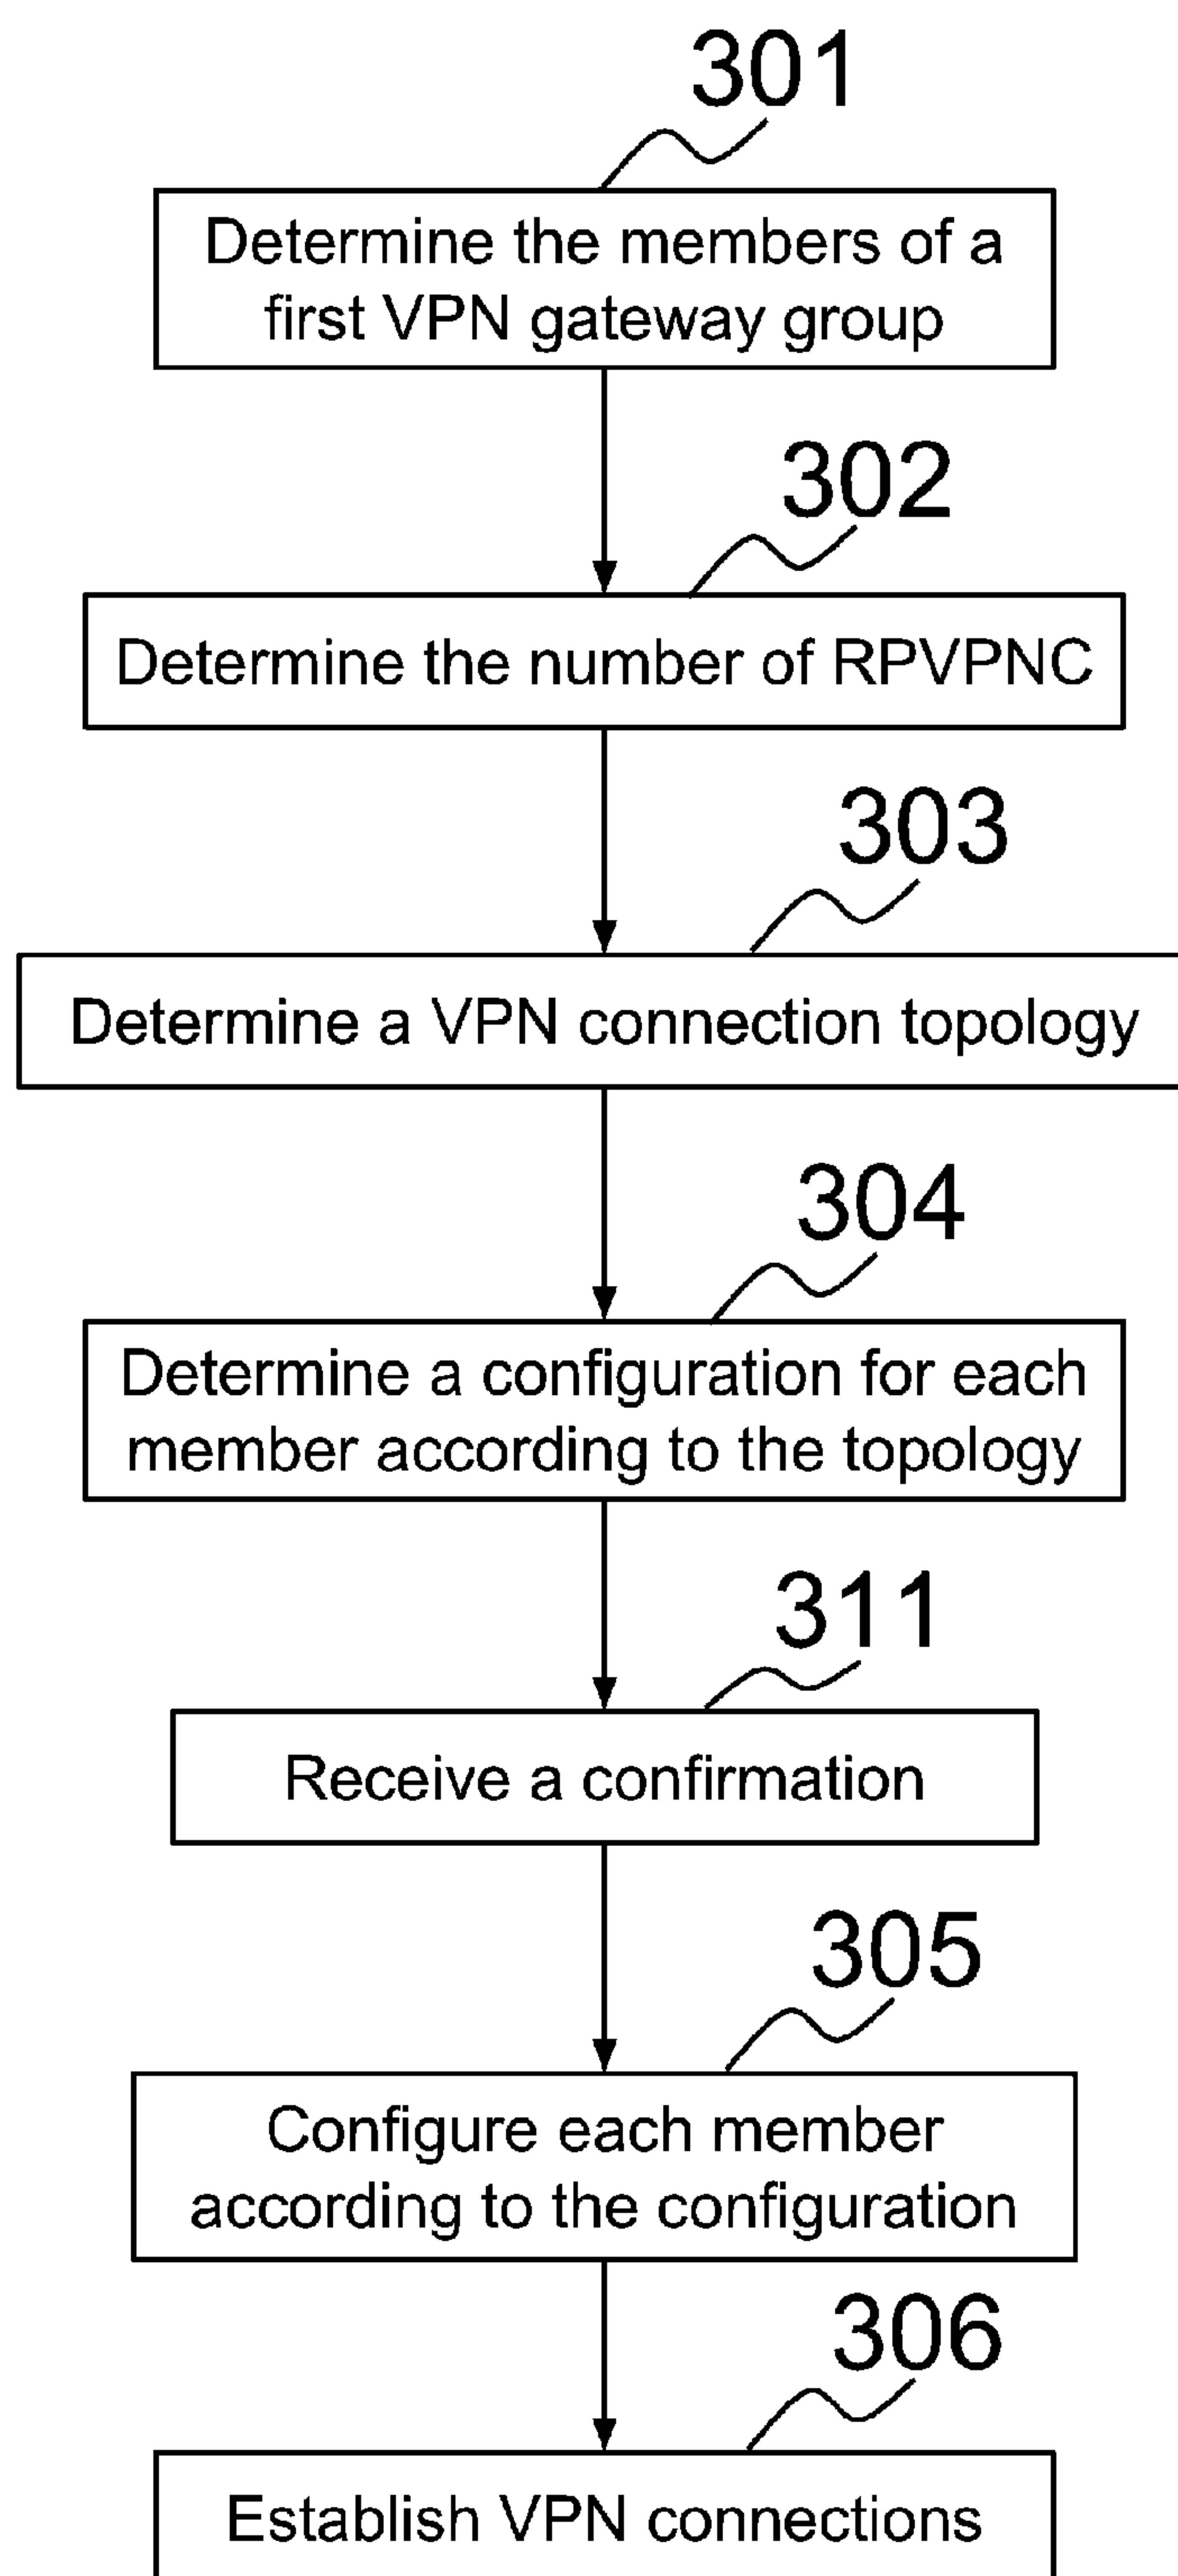 301
Determine the members of a
first VPN gateway group
302
Determine the number of RPVPNC
303
Determine a VPN connection topology
304
Determine a configuration for each
member according to the topology
311
Receive a confirmation
305
Configure each member
according to the configuration
306
Establish VPN connections